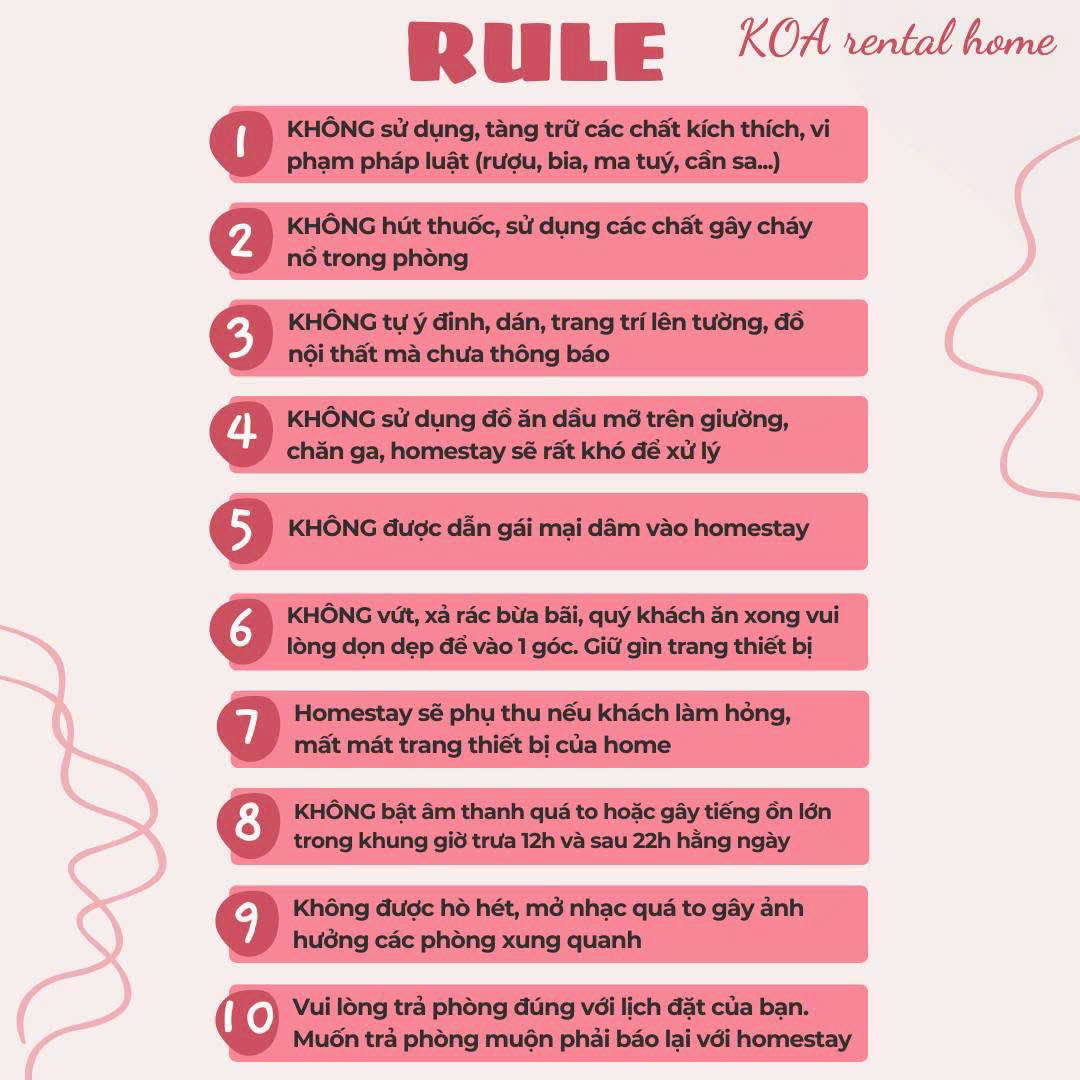 RULE
KOA rental home
1
KHÔNG sử dụng, tàng trữ các chất kích thích, vi
phạm pháp luật (rượu, bia, ma tuý, cần sa...)
2
KHÔNG hút thuốc, sử dụng các chất gây cháy
nổ trong phòng
3
KHÔNG tự ý đinh, dán, trang trí lên tường, đồ
nội thất mà chưa thông báo
4
KHÔNG sử dụng đồ ăn dầu mỡ trên giường,
chăn ga, homestay sẽ rất khó để xử lý
5
KHÔNG được dẫn gái mại dâm vào homestay
6
KHÔNG vứt, xả rác bừa bãi, quý khách ăn xong vui
lòng dọn dẹp để vào 1 góc. Giữ gìn trang thiết bị
7
Homestay sẽ phụ thu nếu khách làm hỏng,
mất mát trang thiết bị của home
8
KHÔNG bật âm thanh quá to hoặc gây tiếng ồn lớn
trong khung giờ trưa 12h và sau 22h hằng ngày
9
Không được hò hét, mở nhạc quá to gây ảnh
hưởng các phòng xung quanh
10
Vui lòng trả phòng đúng với lịch đặt của bạn.
Muốn trả phòng muộn phải báo lại với homestay